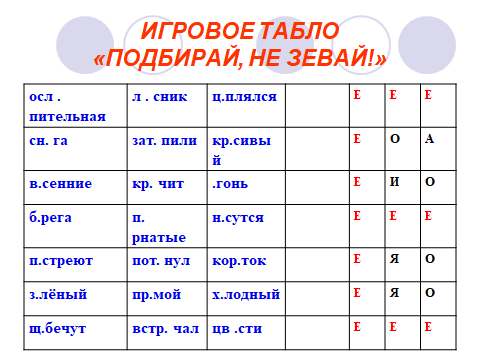 ИГРОВОЕ ТАБЛО
«ПОДБИРАЙ, НЕ ЗЕВАЙ!»
осл . л . сник ц.плялся Е Е Е
пительная
сн. га зат. пили кр.сивы Е О А
й
в.сенние кр. чит .гонь Е И О
б.рега п. н.сутся Е Е Е
рнатые
п.стреют пот. нул кор.ток Е Я О
з.лёный пр.мой х.лодный Е Я О
щ.бечут встр. чал цв .сти Е Е Е